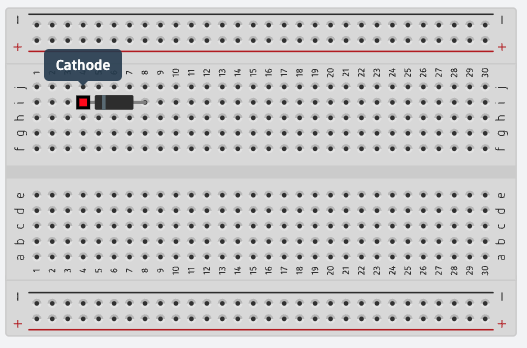 − −
+ +
Cathode
1 2 3 4 5 6 7 8 9 10 11 12 13 14 15 16 17 18 19 20 21 22 23 24 25 26 27 28 29 30
j j
i i
h h
g g
f f
e e
d d
c c
b b
a a
1 2 3 4 5 6 7 8 9 10 11 12 13 14 15 16 17 18 19 20 21 22 23 24 25 26 27 28 29 30
− −
+ +